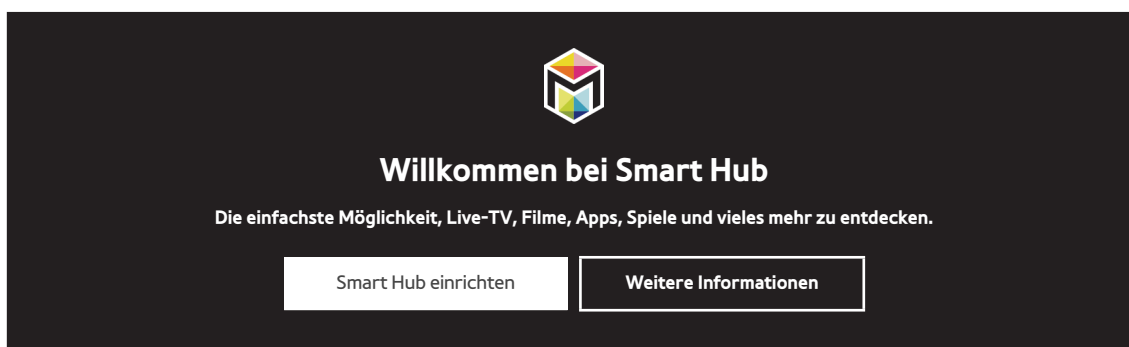 Willkommen bei Smart Hub
Die einfachste Möglichkeit, Live-TV, Filme, Apps, Spiele und vieles mehr zu entdecken.
Smart Hub einrichten
Weitere Informationen